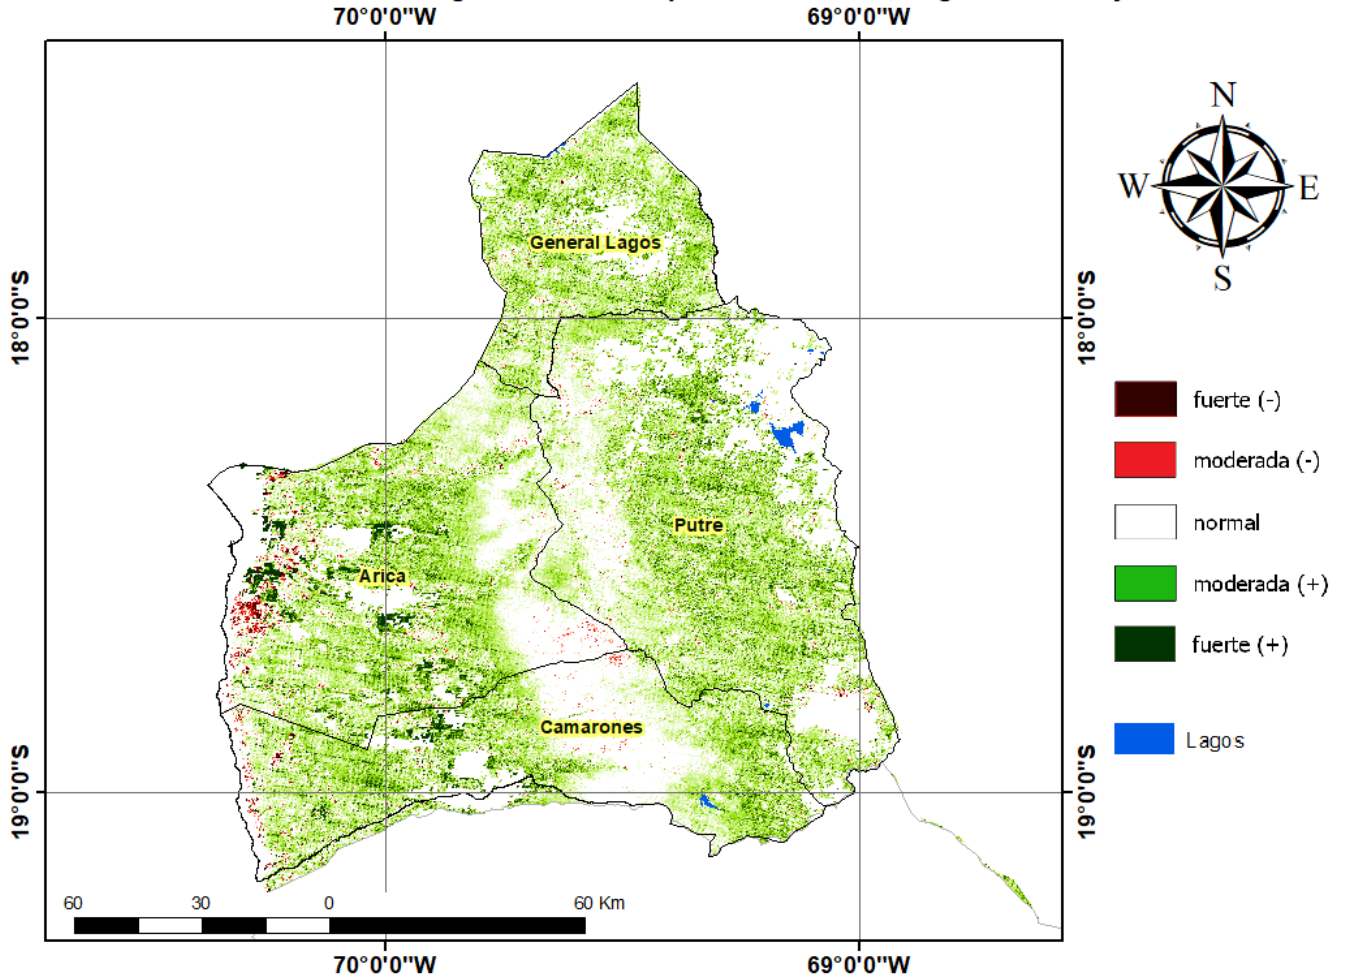 70°0'0"W 69°0'0"W
N
W E
S
General Lagos
18°0'0"S 18°0'0"S
fuerte (-)
moderada (-)
normal
moderada (+)
fuerte (+)
Lagos
Putre
Arica
Camarones
19°0'0"S 19°0'0"S
60 30 0 60 Km
70°0'0"W 69°0'0"W